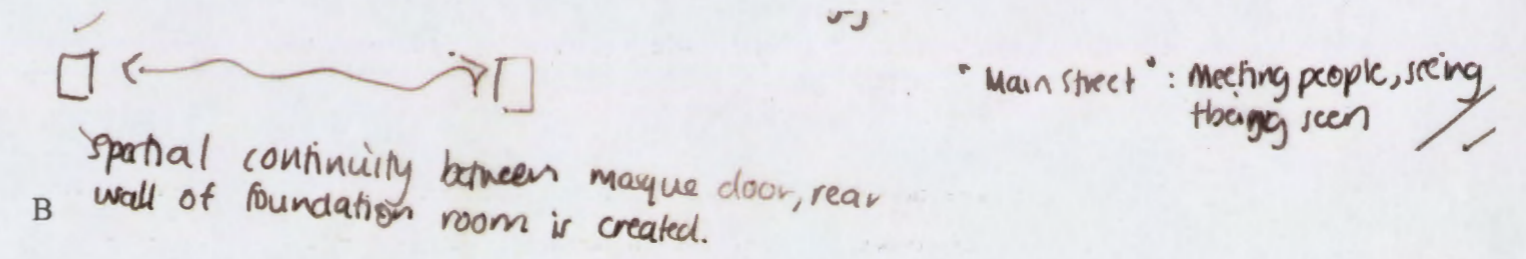 "Main Street": Meeting people, seeing
+being seen
Spatial continuity between masque door, rear
wall of foundation room is created.
B